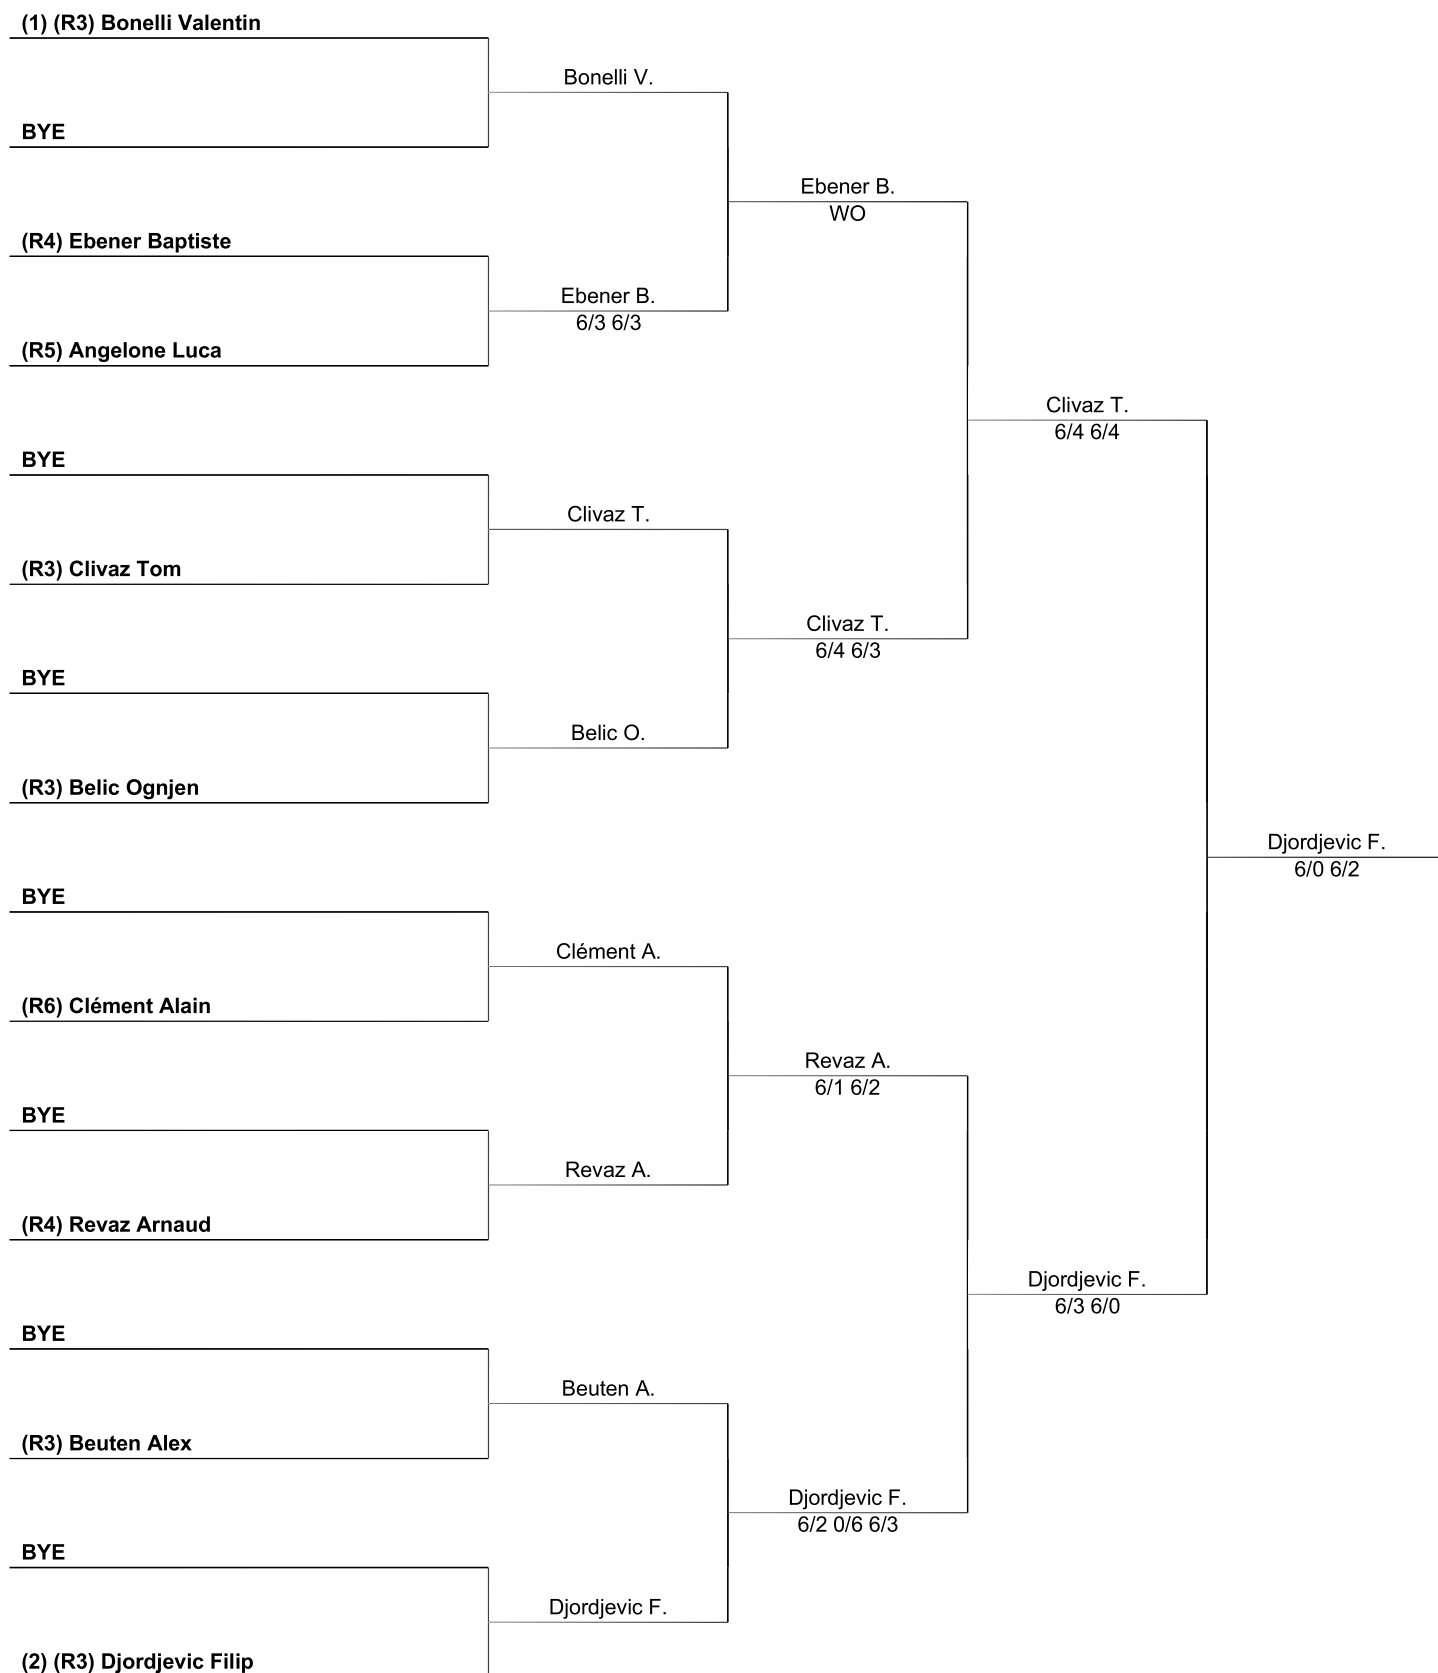 (1) (R3) Bonelli Valentin
Bonelli V.
BYE
Ebener B.
WO
(R4) Ebener Baptiste
Ebener B.
6/3 6/3
(R5) Angelone Luca
Clivaz T.
6/4 6/4
BYE
Clivaz T.
(R3) Clivaz Tom
Clivaz T.
6/4 6/3
BYE
Belic O.
(R3) Belic Ognjen
Djordjevic F.
6/0 6/2
BYE
Clément A.
(R6) Clément Alain
Revaz A.
6/1 6/2
BYE
Revaz A.
(R4) Revaz Arnaud
Djordjevic F.
6/3 6/0
BYE
Beuten A.
(R3) Beuten Alex
Djordjevic F.
6/2 0/6 6/3
BYE
Djordjevic F.
(2) (R3) Djordjevic Filip